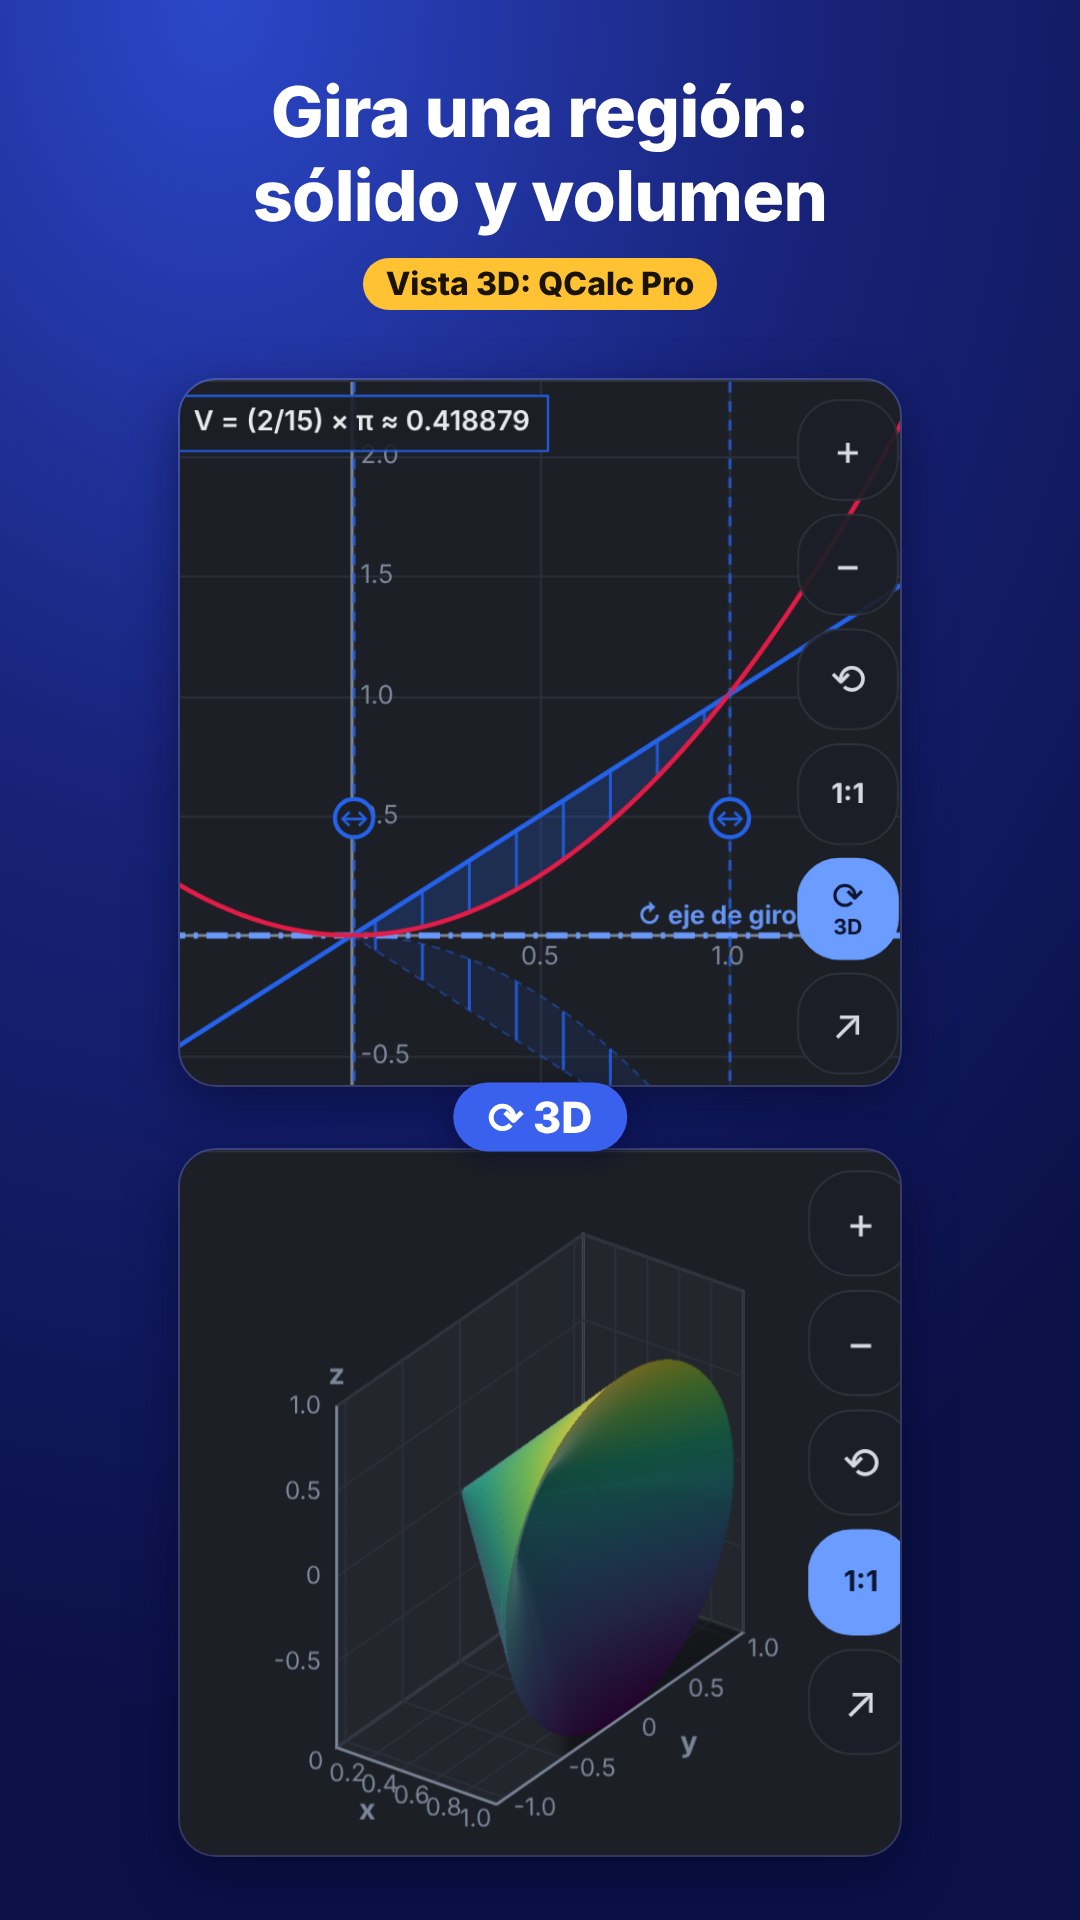 Gira una región:
sólido y volumen
Vista 3D: QCalc Pro
V = (2/15) × π ≈ 0.418879
2.0
+
1.5
−
1.0
1:1
.5
⟳
3D
↻ eje de giro
0.5
1.0
-0.5
⟳ 3D
+
−
z
1.0
0.5
1:1
0
-0.5
1.0
0.5
0
y
-0.5
0
0.2
0.4
0.6
0.8
1.0
-1.0
x